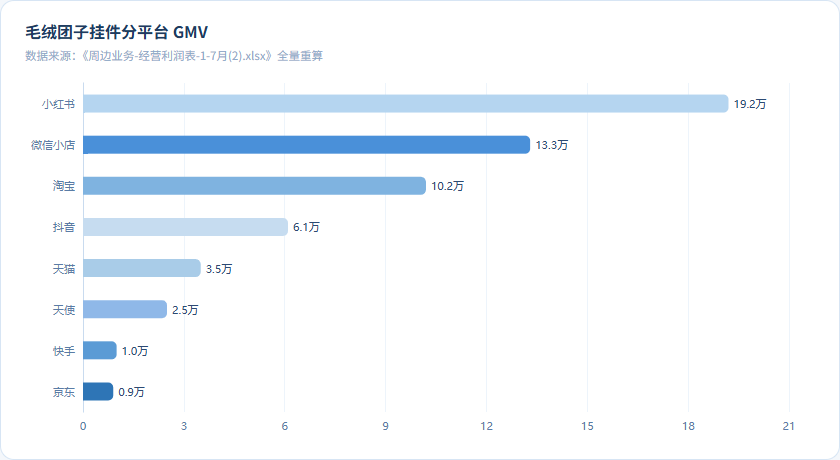 毛绒团子挂件分平台 GMV
数据来源：《周边业务-经营利润表-1-7月(2).xlsx》全量重算
小红书 19.2万
微信小店 13.3万
淘宝 10.2万
抖音 6.1万
天猫 3.5万
天使 2.5万
快手 1.0万
京东 0.9万
0 3 6 9 12 15 18 21